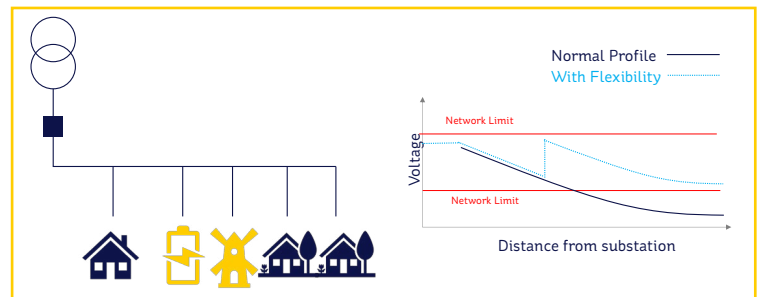 Normal Profile
With Flexibility
Network Limit
Voltage
Network Limit
Distance from substation